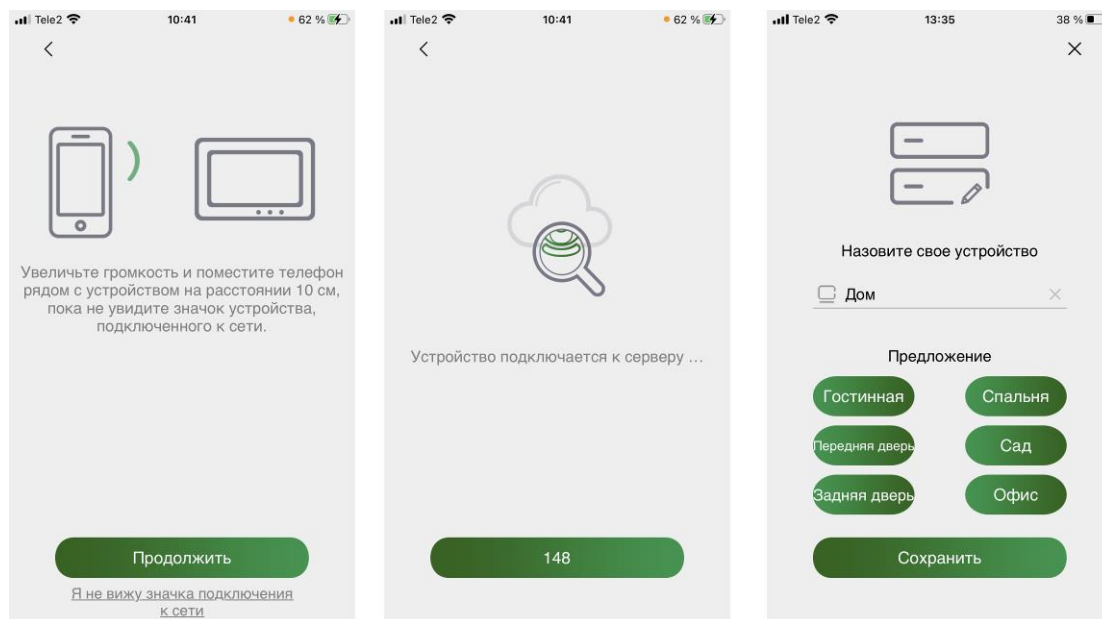 Tele2
10:41
62 %
Увеличьте громкость и поместите телефон
рядом с устройством на расстоянии 10 см,
пока не увидите значок устройства,
подключенного к сети.
Продолжить
Я не вижу значка подключения
к сети
Tele2
10:41
62 %
Устройство подключается к серверу ...
148
Tele2
13:35
38 %
Назовите свое устройство
Дом
Предложение
Гостинная
Спальня
Передняя дверь
Сад
Задняя дверь
Офис
Сохранить